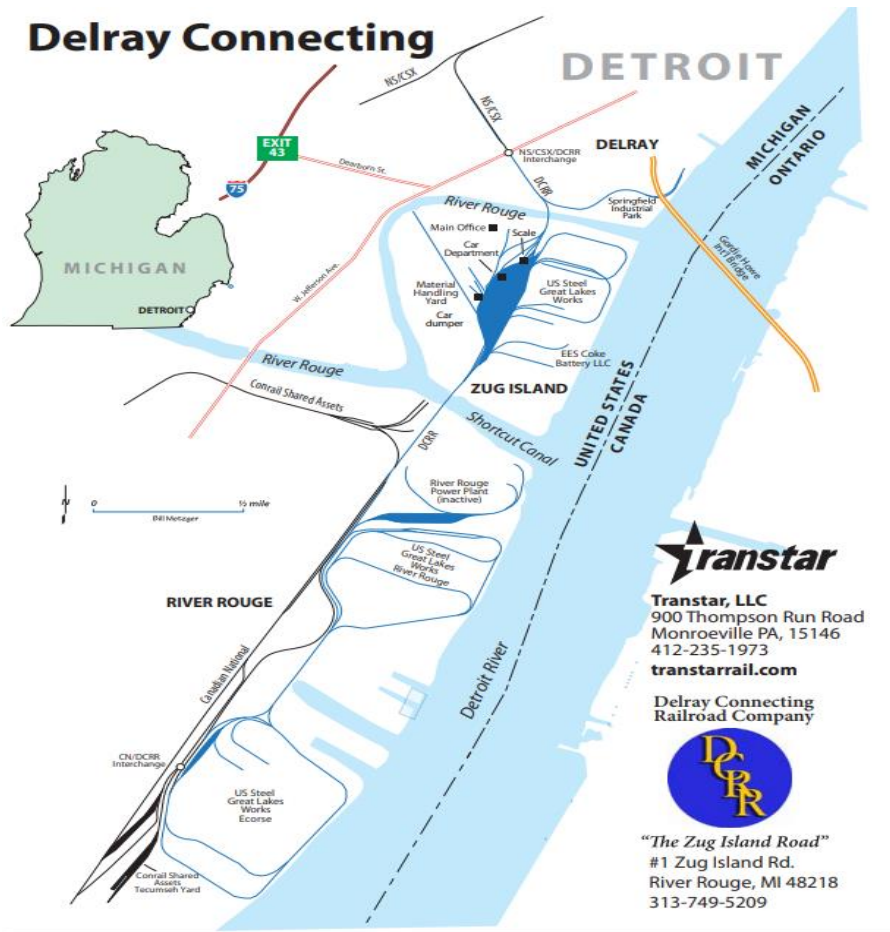 Delray Connecting
DETROIT
NS/CSX
NS/CSX
EXIT
43
75
Dearborn St.
NS/CSX/DCRR
Interchange
DELRAY
MICHIGAN
ONTARIO
DCRR
Springfield
Industrial
Park
River Rouge
Main Office
Scale
Car
Department
Gordie Howe
Int'l Bridge
MICHIGAN
DETROIT
W. Jefferson Ave.
Material
Handling
Yard
US Steel
Great Lakes
Works
Car
dumper
EES Coke
Battery LLC
River Rouge
ZUG ISLAND
UNITED STATES
CANADA
Conrail Shared Assets
Shortcut Canal
DCRR
River Rouge
Power Plant
(inactive)
N
0
½ mile
Bill Metzger
US Steel
Great Lakes
Works
River Rouge
RIVER ROUGE
Transtar
Transtar, LLC
900 Thompson Run Road
Monroeville PA, 15146
412-235-1973
transtarrail.com
Canadian National
Detroit River
Delray Connecting
Railroad Company
DCRR
CN/DCRR
Interchange
US Steel
Great Lakes
Works
Ecorse
"The Zug Island Road"
#1 Zug Island Rd.
River Rouge, MI 48218
313-749-5209
Conrail Shared
Assets
Tecumseh Yard